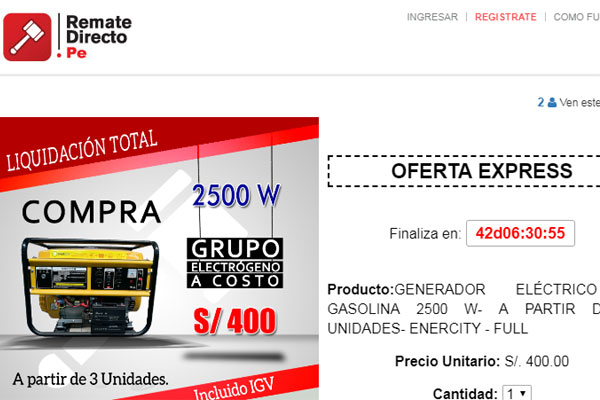 Remate
Directo
.Pe
INGRESAR | REGISTRATE | COMO FU
2 Ven este
LIQUIDACIÓN TOTAL
COMPRA
2500 W
GRUPO
ELECTRÓGENO
A COSTO
S/ 400
A partir de 3 Unidades.
Incluido IGV
OFERTA EXPRESS
Finaliza en: 42d06:30:55
Producto:GENERADOR ELÉCTRICO
GASOLINA 2500 W- A PARTIR D
UNIDADES- ENERCITY - FULL
Precio Unitario: S/. 400.00
Cantidad: 1